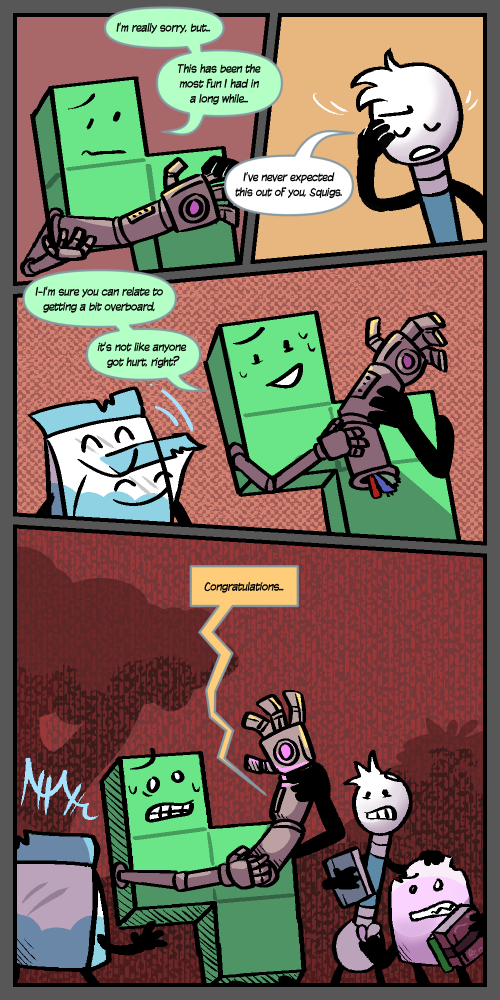 I'm really sorry, but...
This has been the
most fun I had in
a long while...
I've never expected
this out of you, Squigs.
I-I'm sure you can relate to
getting a bit overboard,
it's not like anyone
got hurt, right?
Congratulations...